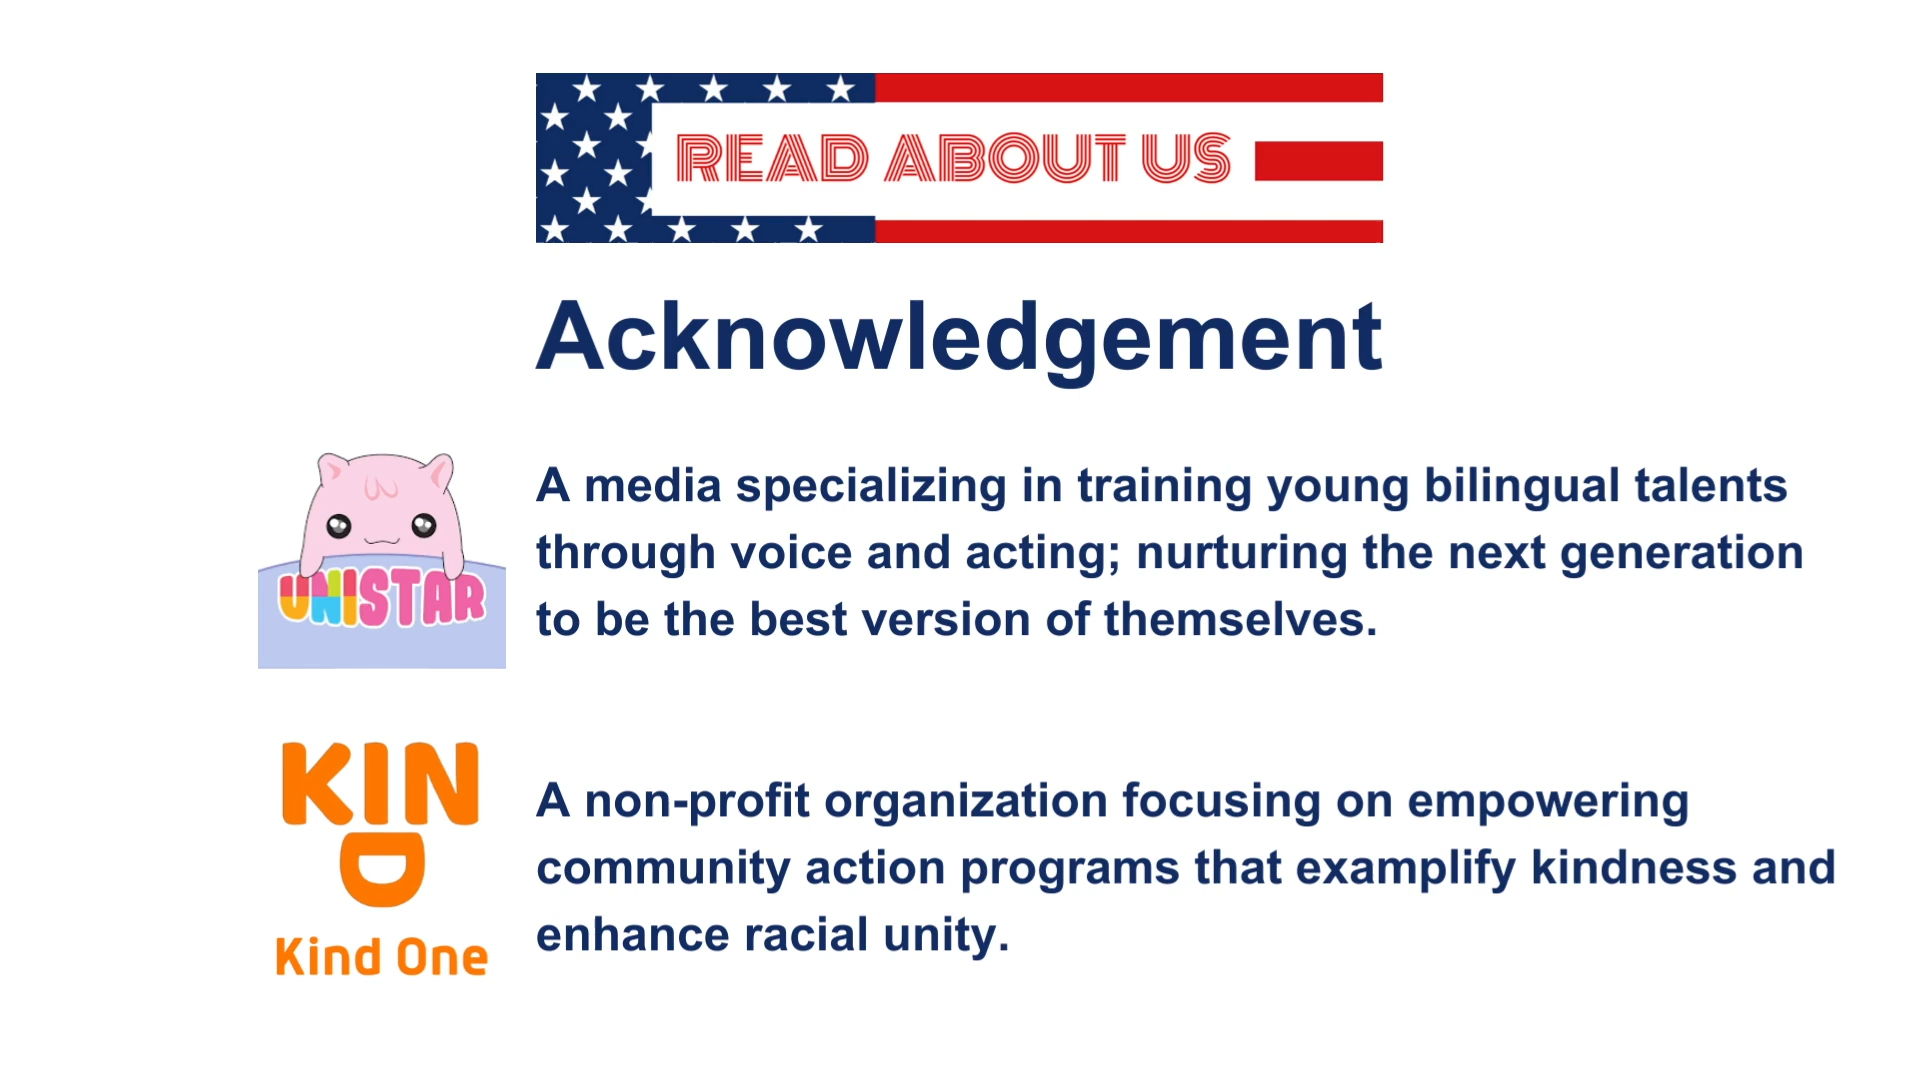 READ ABOUT US
Acknowledgement
UNISTAR
A media specializing in training young bilingual talents
through voice and acting; nurturing the next generation
to be the best version of themselves.
KIN
D
Kind One
A non-profit organization focusing on empowering
community action programs that examplify kindness and
enhance racial unity.